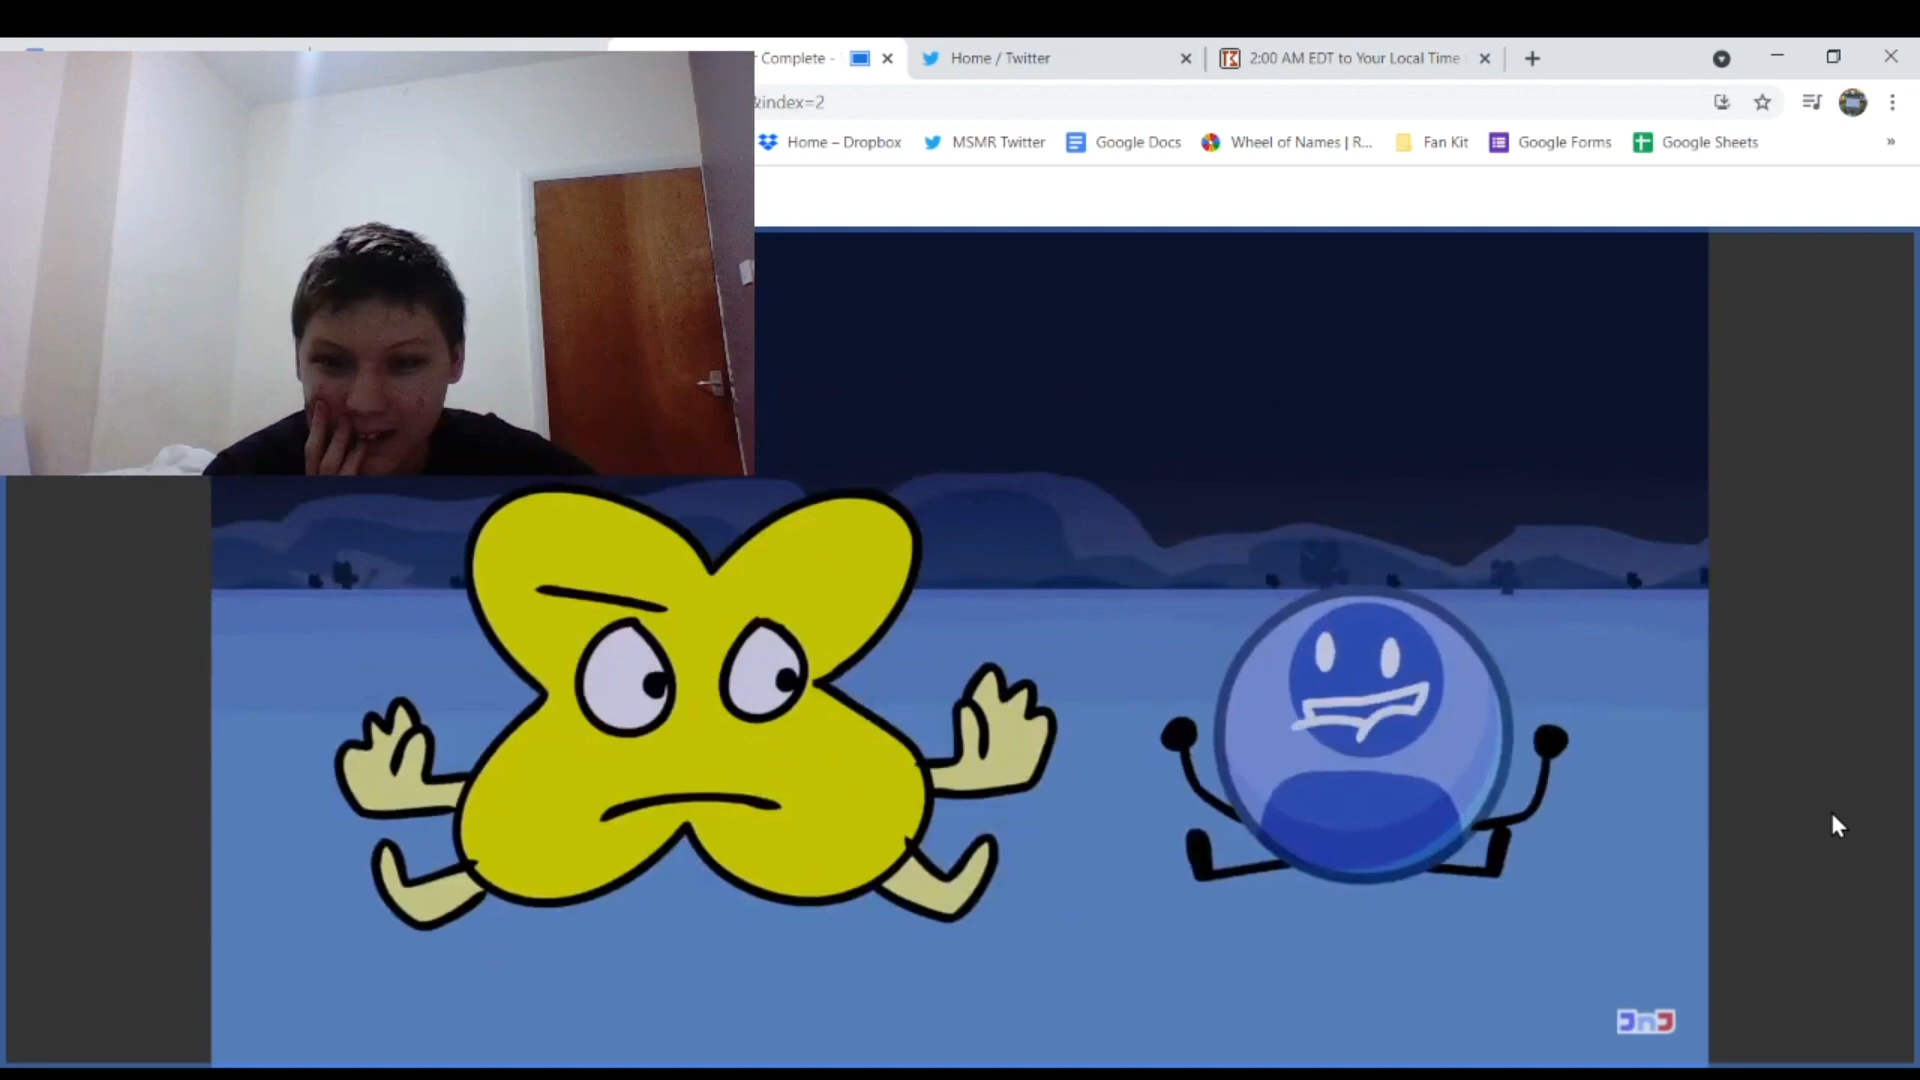 Complete -
Home / Twitter
2:00 AM EDT to Your Local Time
&index=2
Home – Dropbox
MSMR Twitter
Google Docs
Wheel of Names | R...
Fan Kit
Google Forms
Google Sheets
»
JnJ